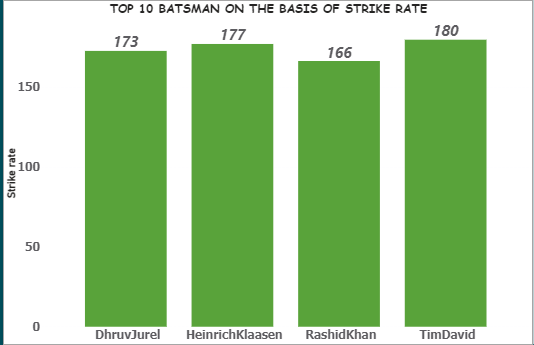 TOP 10 BATSMAN ON THE BASIS OF STRIKE RATE
180
177
173
166
150
100
Strike rate
50
0
DhruvJurel HeinrichKlaasen RashidKhan TimDavid